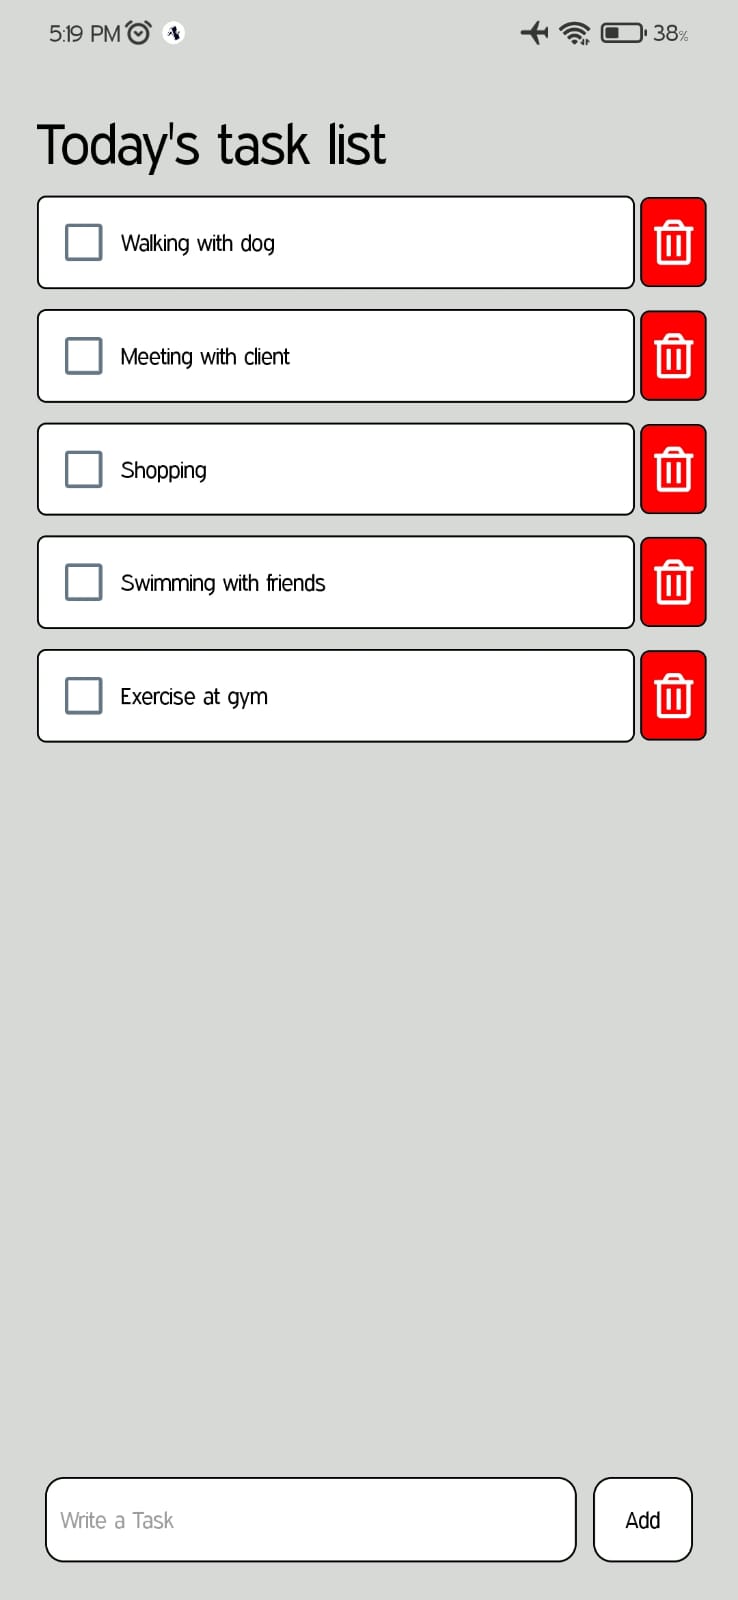 5:19 PM 38%
Today's task list
Walking with dog
Meeting with client
Shopping
Swimming with friends
Exercise at gym
Write a Task Add